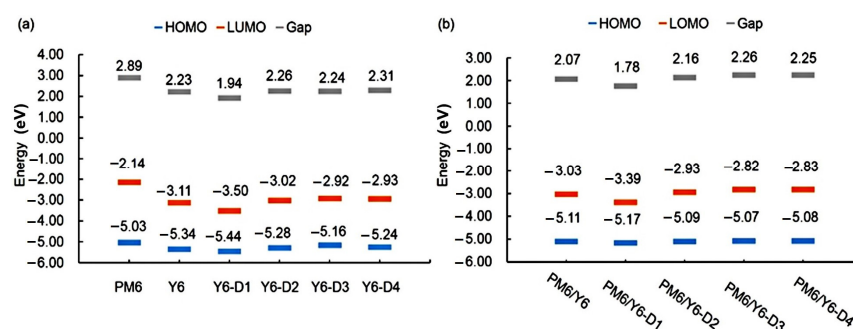 (a)
HOMO LUMO Gap
4.00
3.00
2.00
1.00
0.00
−1.00
−2.00
−3.00
−4.00
−5.00
−6.00
Energy (eV)
2.89 2.23 1.94 2.26 2.24 2.31
−2.14 −3.11 −3.50 −3.02 −2.92 −2.93
−5.03 −5.34 −5.44 −5.28 −5.16 −5.24
PM6 Y6 Y6-D1 Y6-D2 Y6-D3 Y6-D4
(b)
HOMO LOMO Gap
3.00
2.00
1.00
0.00
−1.00
−2.00
−3.00
−4.00
−5.00
−6.00
Energy (eV)
2.07 1.78 2.16 2.26 2.25
−3.03 −3.39 −2.93 −2.82 −2.83
−5.11 −5.17 −5.09 −5.07 −5.08
PM6/Y6 PM6/Y6-D1 PM6/Y6-D2 PM6/Y6-D3 PM6/Y6-D4